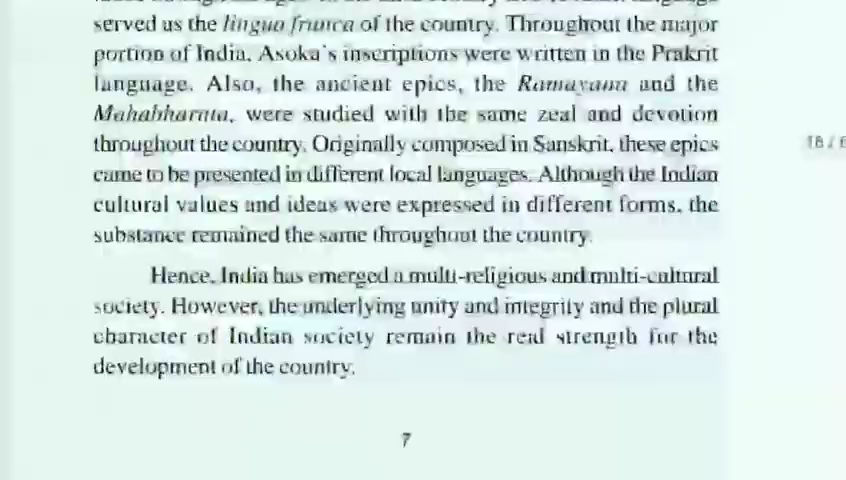 served as the lingua franca of the country. Throughout the major
portion of India, Asoka's inscriptions were written in the Prakrit
language. Also, the ancient epics, the Ramayana and the
Mahabharata, were studied with the same zeal and devotion
throughout the country. Originally composed in Sanskrit, these epics
came to be presented in different local languages. Although the Indian
cultural values and ideas were expressed in different forms, the
substance remained the same throughout the country.
Hence, India has emerged a multi-religious and multi-cultural
society. However, the underlying unity and integrity and the plural
character of Indian society remain the real strength for the
development of the country.
7